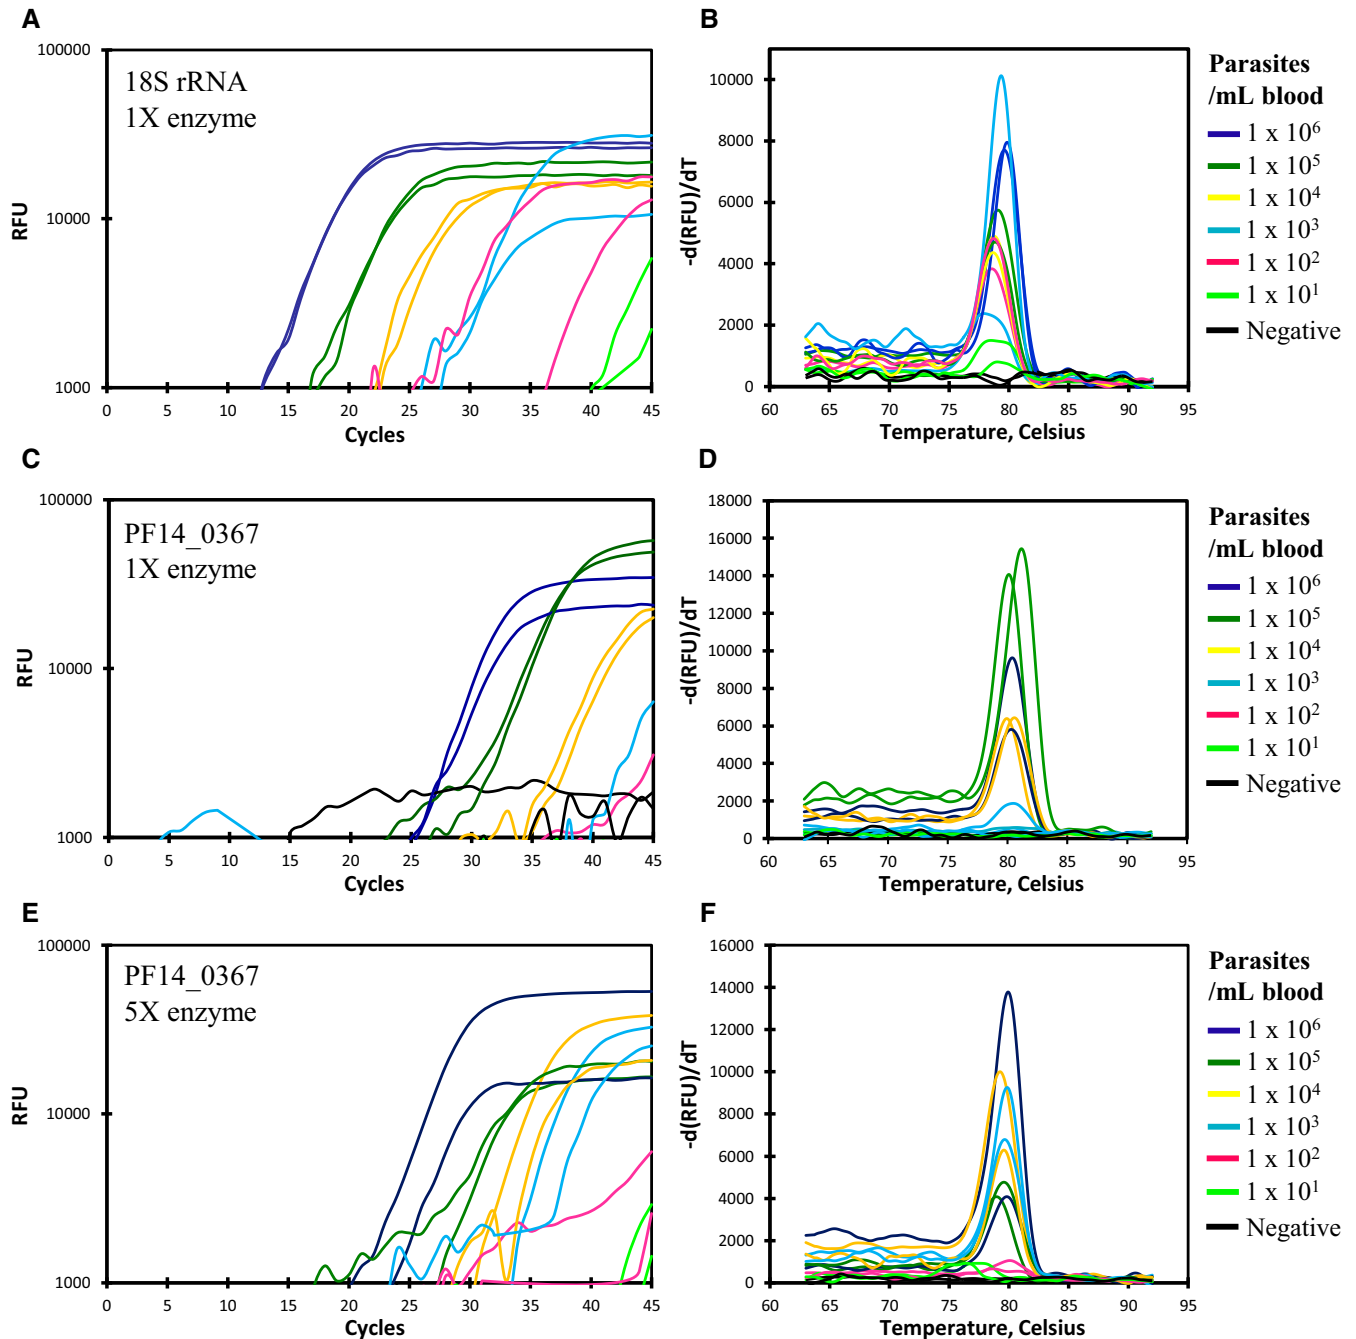 A
100000
10000
1000
RFU
18S rRNA
1X enzyme
0 5 10 15 20 25 30 35 40 45
Cycles
B
10000
8000
6000
4000
2000
0
-d(RFU)/dT
60 65 70 75 80 85 90 95
Temperature, Celsius
Parasites
/mL blood
1 x 10⁶
1 x 10⁵
1 x 10⁴
1 x 10³
1 x 10²
1 x 10¹
Negative
C
100000
10000
1000
RFU
PF14_0367
1X enzyme
0 5 10 15 20 25 30 35 40 45
Cycles
D
18000
16000
14000
12000
10000
8000
6000
4000
2000
0
-d(RFU)/dT
60 65 70 75 80 85 90 95
Temperature, Celsius
Parasites
/mL blood
1 x 10⁶
1 x 10⁵
1 x 10⁴
1 x 10³
1 x 10²
1 x 10¹
Negative
E
100000
10000
1000
RFU
PF14_0367
5X enzyme
0 5 10 15 20 25 30 35 40 45
Cycles
F
16000
14000
12000
10000
8000
6000
4000
2000
0
-d(RFU)/dT
60 65 70 75 80 85 90 95
Temperature, Celsius
Parasites
/mL blood
1 x 10⁶
1 x 10⁵
1 x 10⁴
1 x 10³
1 x 10²
1 x 10¹
Negative